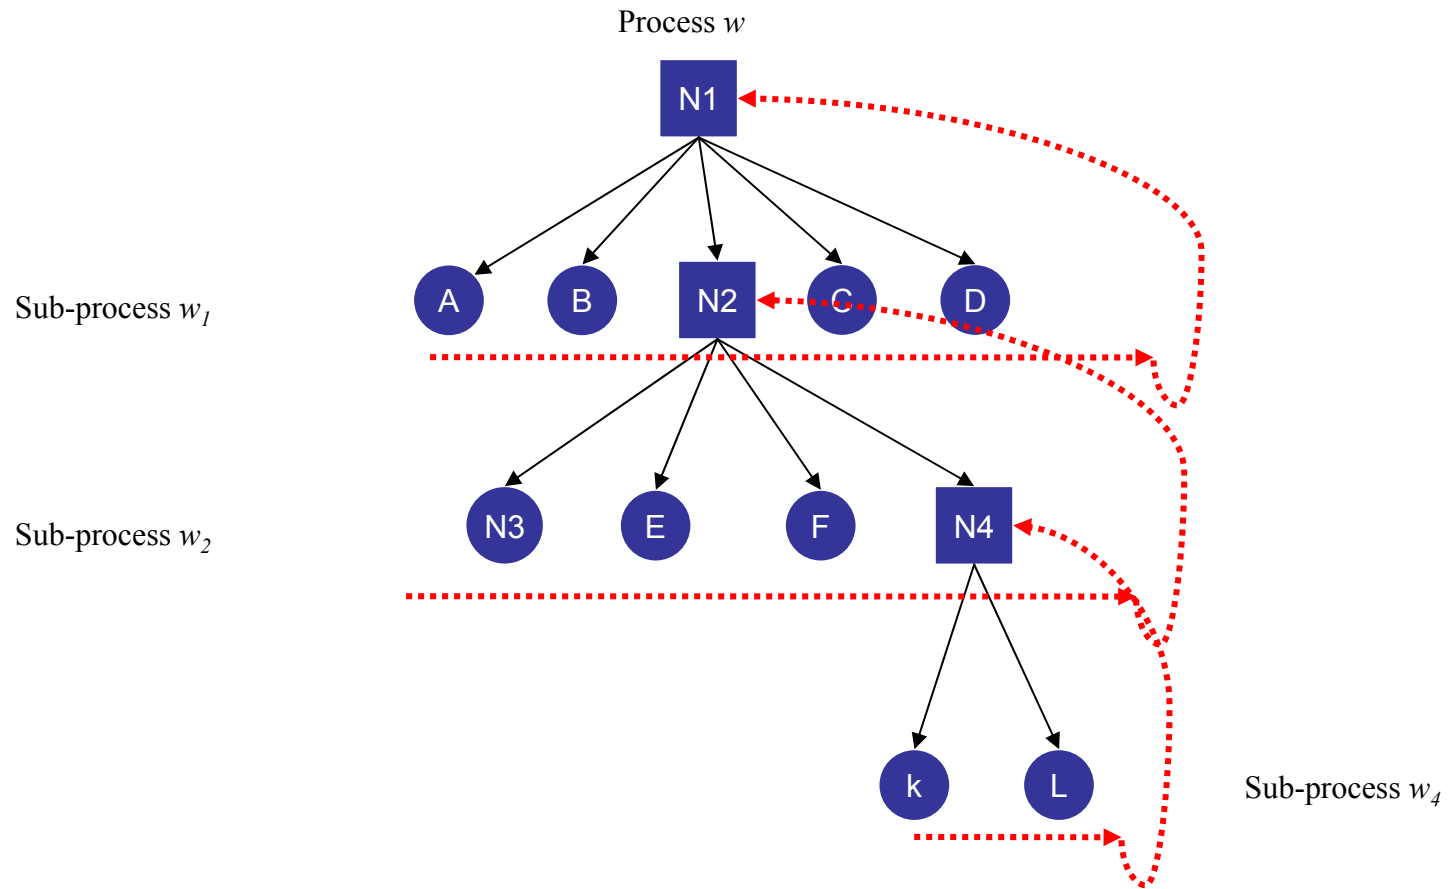 Process w
N1
A B N2 C D
Sub-process w1
N3 E F N4
Sub-process w2
k L
Sub-process w4